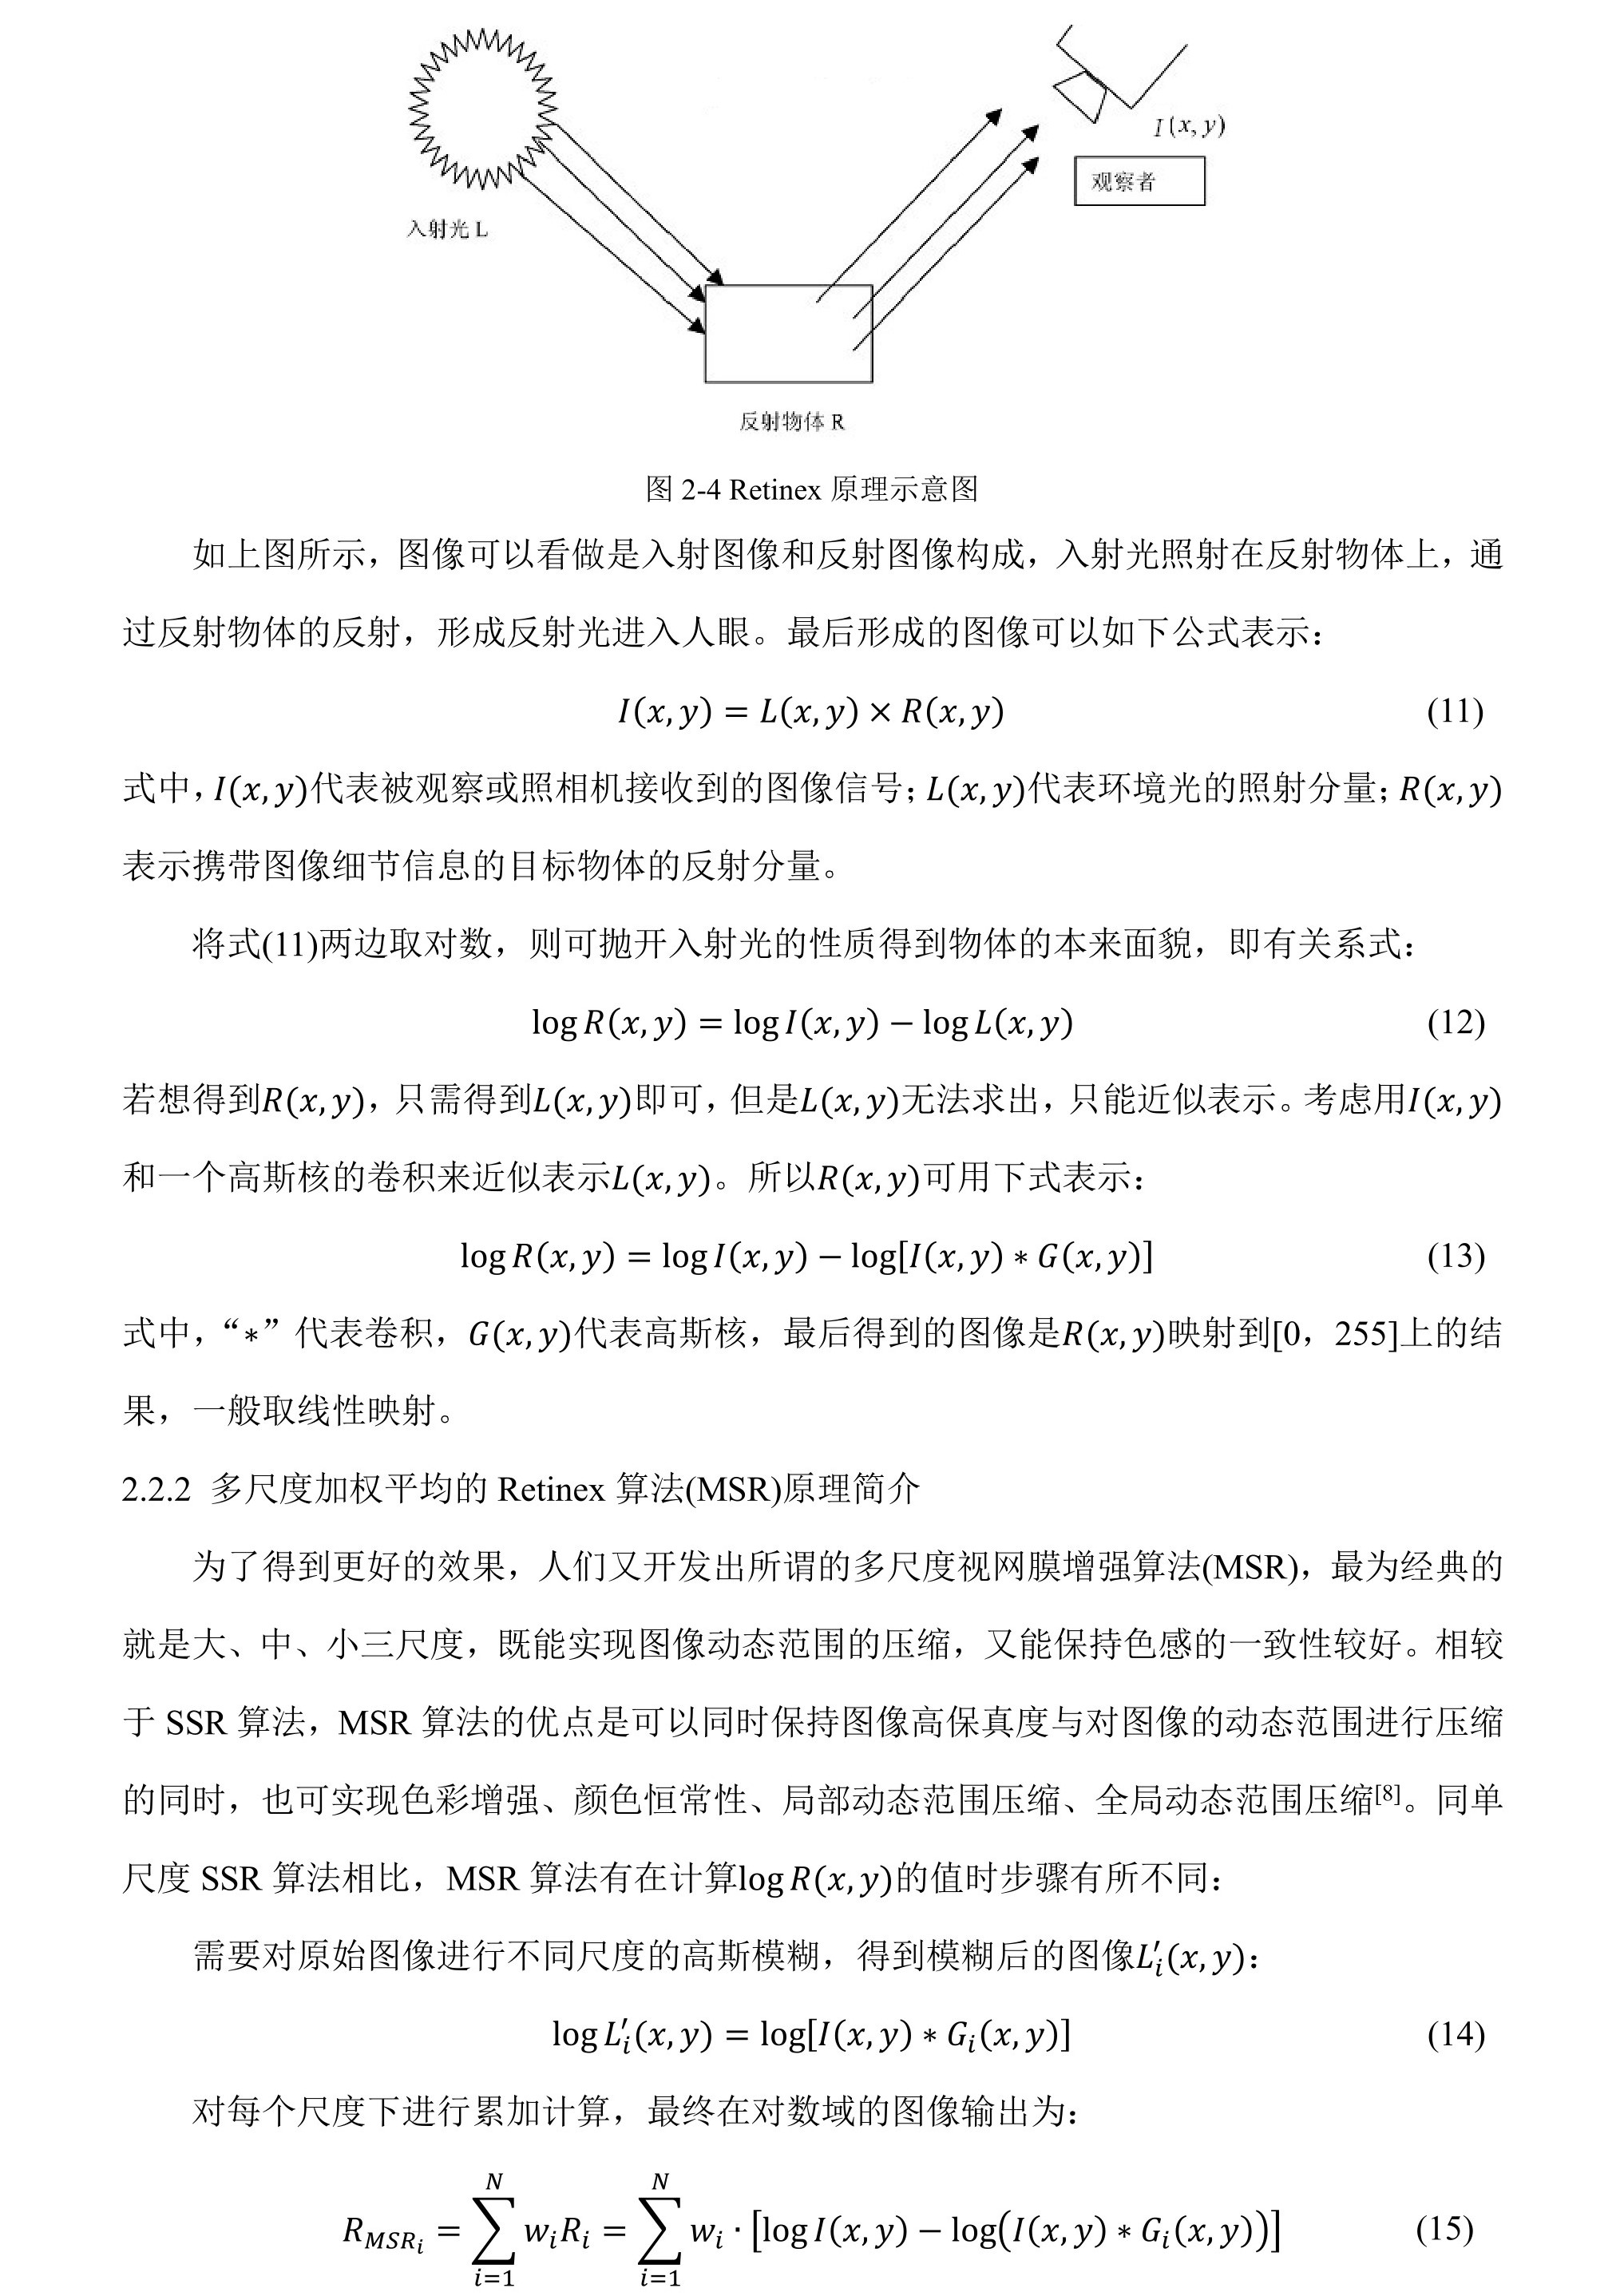 I(x, y)
观察者
入射光 L
反射物体 R
图 2-4 Retinex 原理示意图
如上图所示，图像可以看做是入射图像和反射图像构成，入射光照射在反射物体上，通
过反射物体的反射，形成反射光进入人眼。最后形成的图像可以如下公式表示：
I(x, y) = L(x, y) × R(x, y) (11)
式中，I(x, y)代表被观察或照相机接收到的图像信号；L(x, y)代表环境光的照射分量；R(x, y)
表示携带图像细节信息的目标物体的反射分量。
将式(11)两边取对数，则可抛开入射光的性质得到物体的本来面貌，即有关系式：
log R(x, y) = log I(x, y) − log L(x, y) (12)
若想得到R(x, y)，只需得到L(x, y)即可，但是L(x, y)无法求出，只能近似表示。考虑用I(x, y)
和一个高斯核的卷积来近似表示L(x, y)。所以R(x, y)可用下式表示：
log R(x, y) = log I(x, y) − log[I(x, y) ∗ G(x, y)] (13)
式中，“∗”代表卷积，G(x, y)代表高斯核，最后得到的图像是R(x, y)映射到[0，255]上的结
果，一般取线性映射。
2.2.2 多尺度加权平均的 Retinex 算法(MSR)原理简介
为了得到更好的效果，人们又开发出所谓的多尺度视网膜增强算法(MSR)，最为经典的
就是大、中、小三尺度，既能实现图像动态范围的压缩，又能保持色感的一致性较好。相较
于 SSR 算法，MSR 算法的优点是可以同时保持图像高保真度与对图像的动态范围进行压缩
的同时，也可实现色彩增强、颜色恒常性、局部动态范围压缩、全局动态范围压缩[8]。同单
尺度 SSR 算法相比，MSR 算法有在计算log R(x, y)的值时步骤有所不同：
需要对原始图像进行不同尺度的高斯模糊，得到模糊后的图像L′_i(x, y)：
log L′_i(x, y) = log[I(x, y) ∗ G_i(x, y)] (14)
对每个尺度下进行累加计算，最终在对数域的图像输出为：
R_{MSR_i} = ∑_{i=1}^{N} w_i R_i = ∑_{i=1}^{N} w_i · [log I(x, y) − log(I(x, y) ∗ G_i(x, y))] (15)